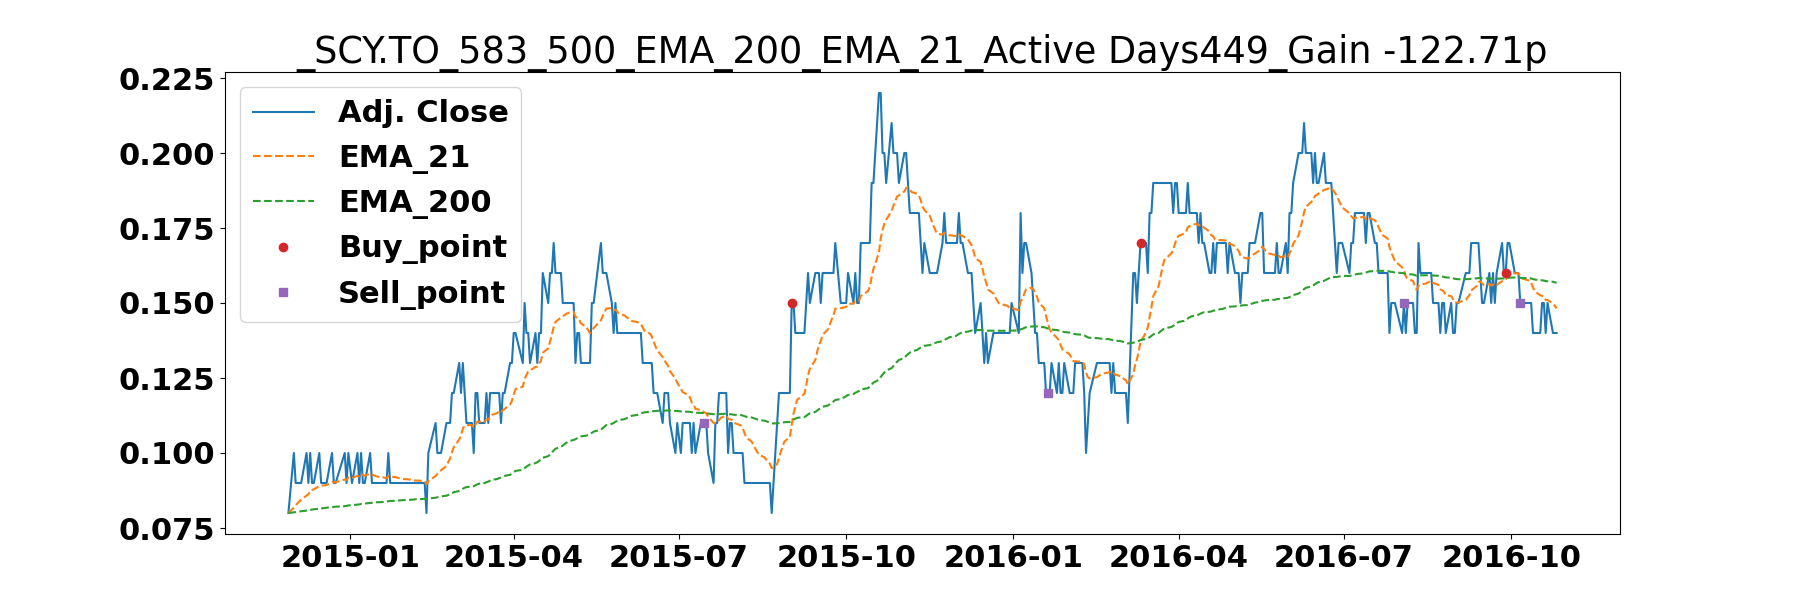 _SCY.TO_583_500_EMA_200_EMA_21_Active Days449_Gain -122.71p
0.225
0.200
0.175
0.150
0.125
0.100
0.075
Adj. Close
EMA_21
EMA_200
Buy_point
Sell_point
2015-01 2015-04 2015-07 2015-10 2016-01 2016-04 2016-07 2016-10